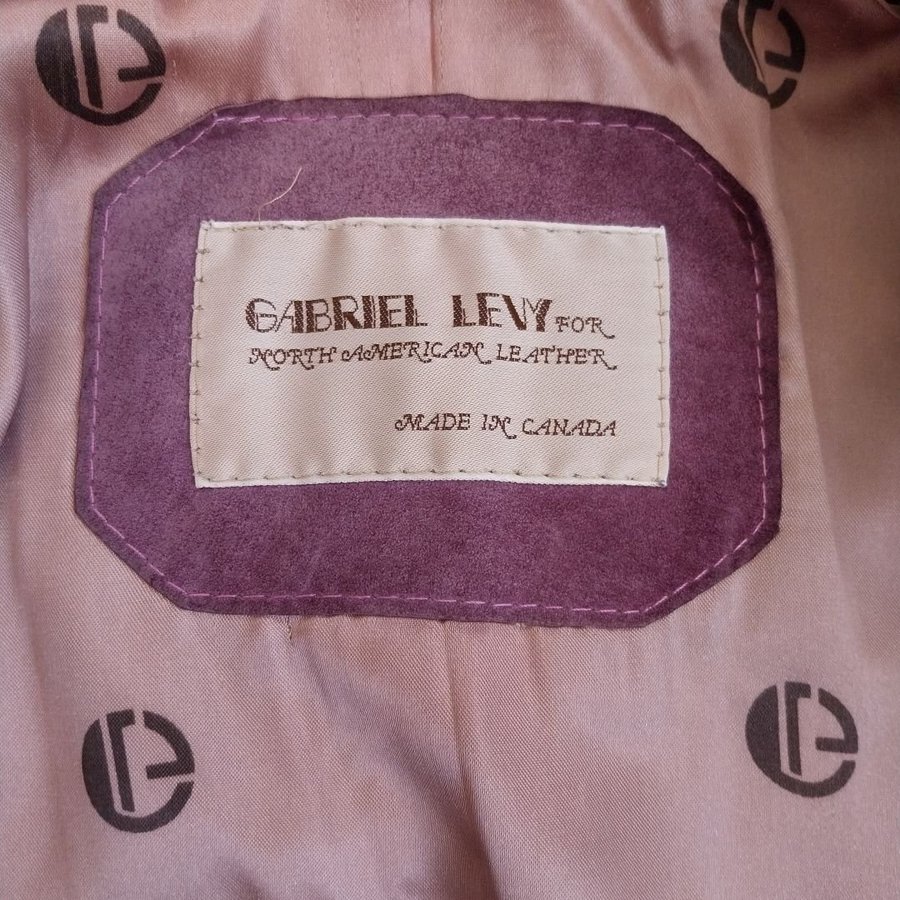 GABRIEL LEVY FOR
NORTH AMERICAN LEATHER
MADE IN CANADA